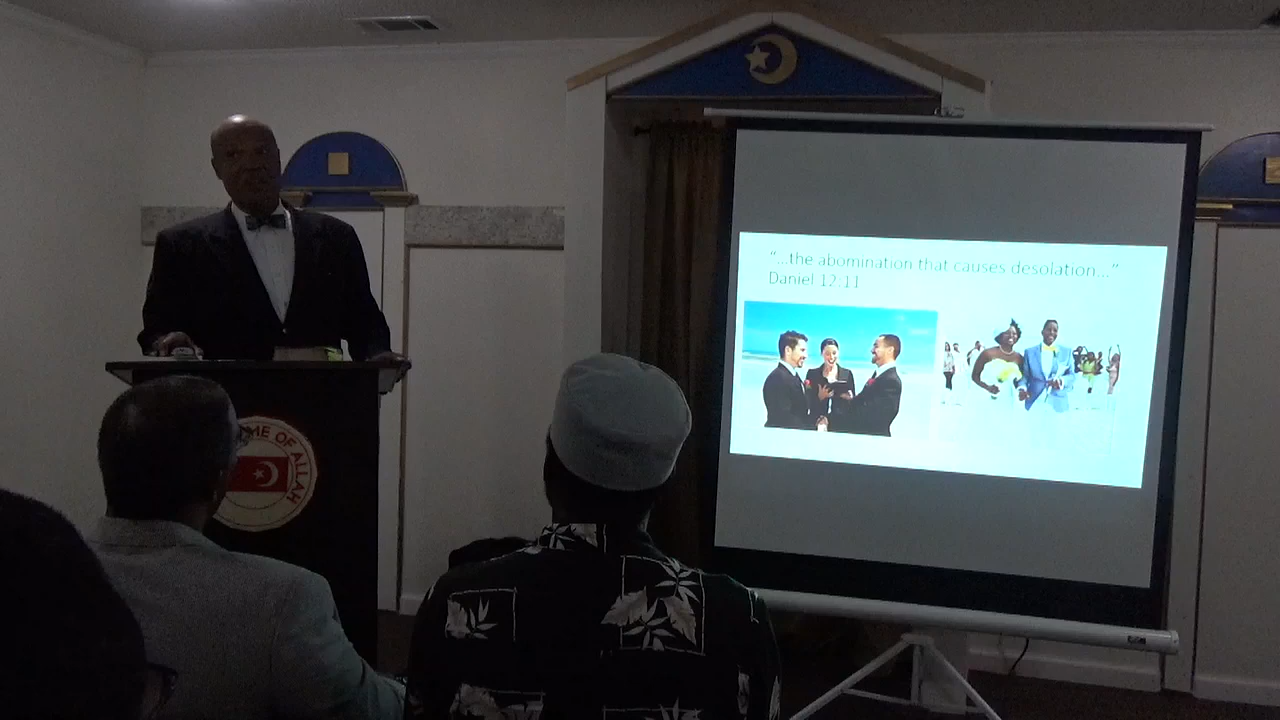 "...the abomination that causes desolation..."
Daniel 12:11
ME OF ALLAH